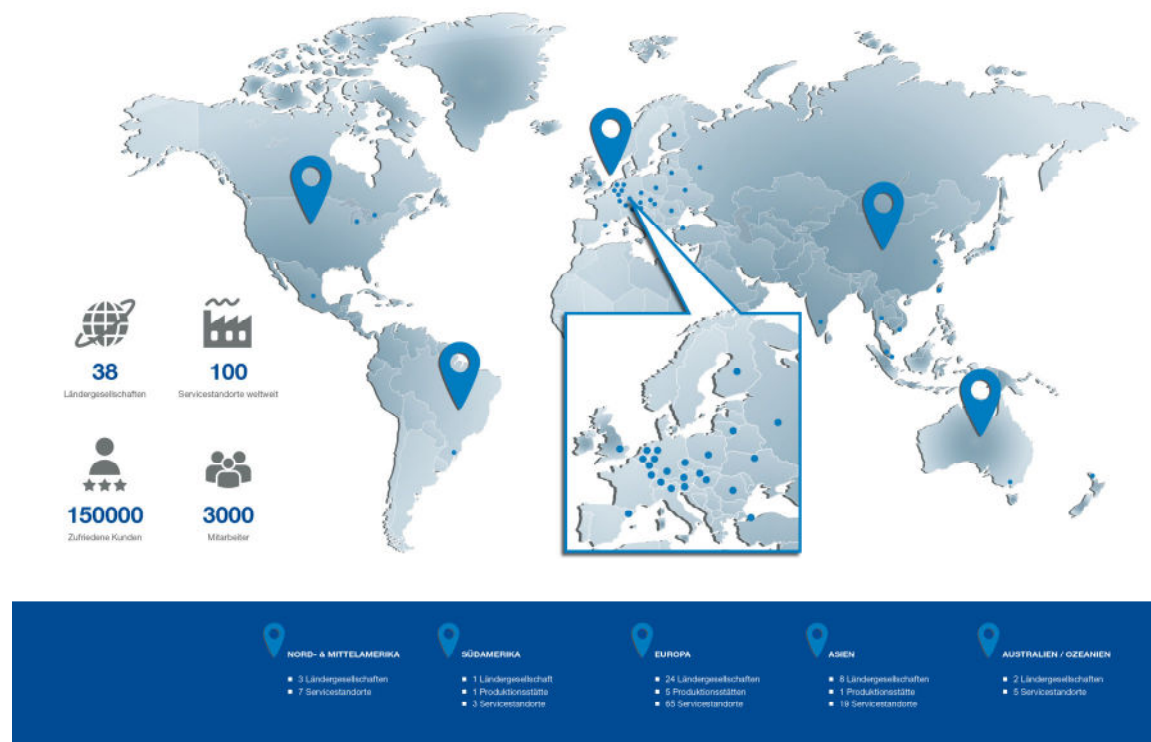 38
Ländergesellschaften
100
Servicestandorte weltweit
150000
Zufriedene Kunden
3000
Mitarbeiter
NORD- & MITTELAMERIKA
3 Ländergesellschaften
7 Servicestandorte
SÜDAMERIKA
1 Ländergesellschaft
1 Produktionsstätte
3 Servicestandorte
EUROPA
24 Ländergesellschaften
5 Produktionsstätten
65 Servicestandorte
ASIEN
8 Ländergesellschaften
1 Produktionsstätte
19 Servicestandorte
AUSTRALIEN / OZEANIEN
2 Ländergesellschaften
5 Servicestandorte